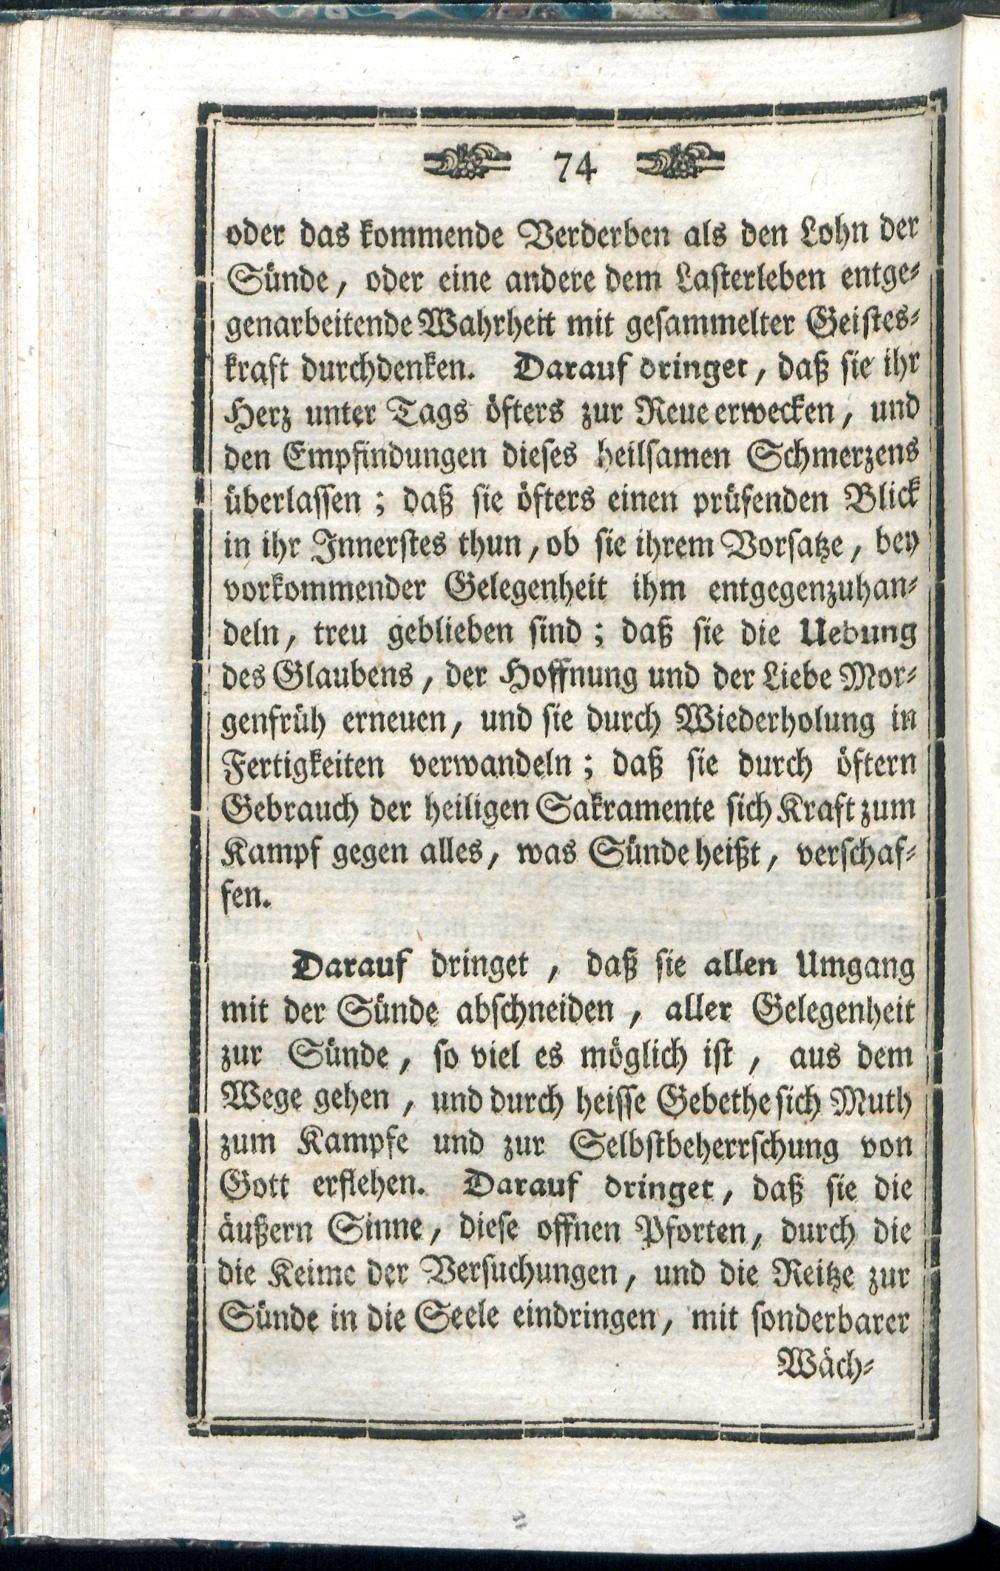 74
oder das kommende Verderben als den Lohn der
Sünde, oder eine andere dem Lasterleben entge-
genarbeitende Wahrheit mit gesammelter Geistes-
kraft durchdenken. Darauf dringet, daß sie ihr
Herz unter Tags öfters zur Reue erwecken, und
den Empfindungen dieses heilsamen Schmerzens
überlassen; daß sie öfters einen prüfenden Blick
in ihr Innerstes thun, ob sie ihrem Vorsatze, bey
vorkommender Gelegenheit ihm entgegenzuhan-
deln, treu geblieben sind; daß sie die Uebung
des Glaubens, der Hoffnung und der Liebe Mor-
genfrüh erneuen, und sie durch Wiederholung in
Fertigkeiten verwandeln; daß sie durch öftern
Gebrauch der heiligen Sakramente sich Kraft zum
Kampf gegen alles, was Sünde heißt, verschaf-
fen.
Darauf dringet, daß sie allen Umgang
mit der Sünde abschneiden, aller Gelegenheit
zur Sünde, so viel es möglich ist, aus dem
Wege gehen, und durch heisse Gebethe sich Muth
zum Kampfe und zur Selbstbeherrschung von
Gott erflehen. Darauf dringet, daß sie die
äußern Sinne, diese offnen Pforten, durch die
die Keime der Versuchungen, und die Reitze zur
Sünde in die Seele eindringen, mit sonderbarer
Wäch-